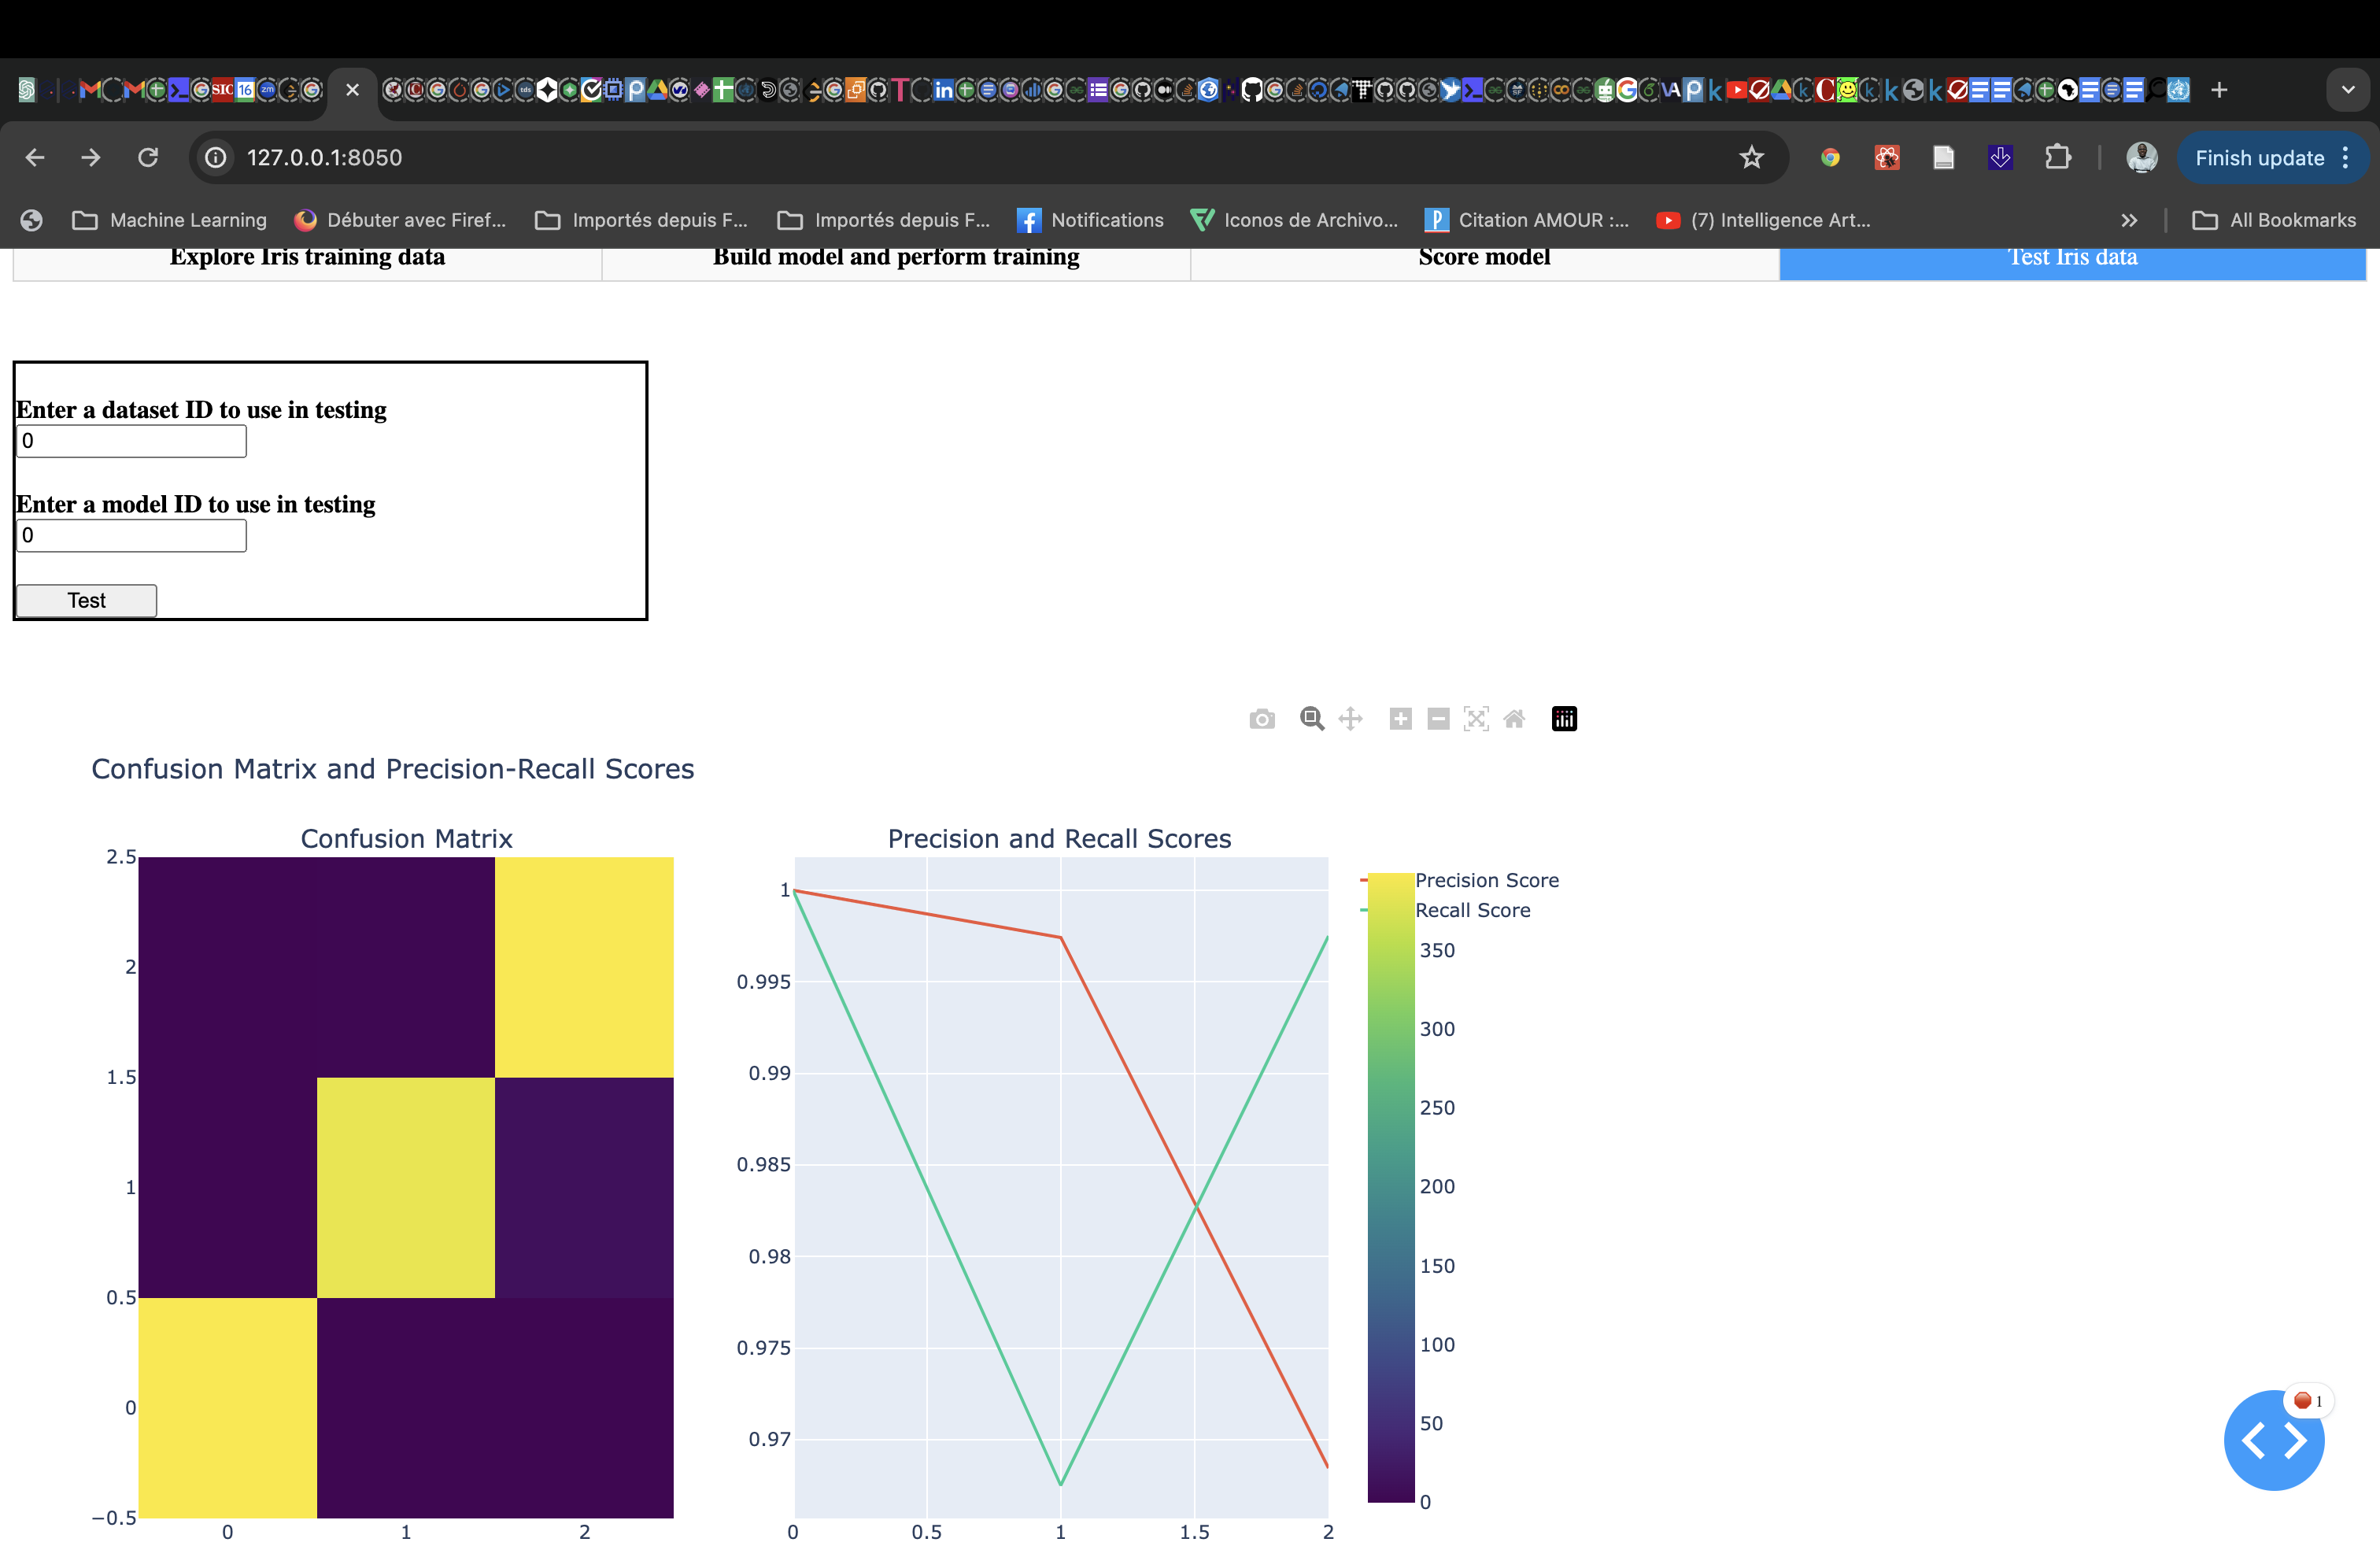 SIC 16 zm tds T in VA P k k C k k k
127.0.0.1:8050
Finish update
Machine Learning
Débuter avec Firef...
Importés depuis F...
Importés depuis F...
Notifications
Iconos de Archivo...
Citation AMOUR :...
(7) Intelligence Art...
All Bookmarks
Explore Iris training data
Build model and perform training
Score model
Test Iris data
Enter a dataset ID to use in testing
0
Enter a model ID to use in testing
0
Test
Confusion Matrix and Precision-Recall Scores
Confusion Matrix
2.5
2
1.5
1
0.5
0
−0.5
0
1
2
Precision and Recall Scores
1
0.995
0.99
0.985
0.98
0.975
0.97
0
0.5
1
1.5
2
Precision Score
Recall Score
350
300
250
200
150
100
50
0
1